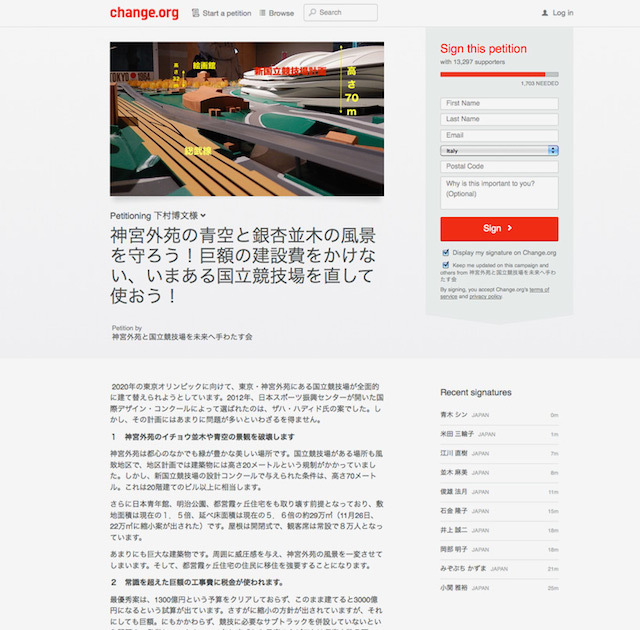 change.org
Start a petition
Browse
Search
Log in
TOKYO 1964
絵画館
新国立競技場計画
高さ70m
総武線
Sign this petition
with 13,297 supporters
1,703 NEEDED
First Name
Last Name
Email
Italy
Postal Code
Why is this important to you?
(Optional)
Sign
Display my signature on Change.org
Keep me updated on this campaign and
others from 神宮外苑と国立競技場を未来へ手わ
たす会
By signing, you accept Change.org's terms of
service and privacy policy.
Petitioning 下村博文様
神宮外苑の青空と銀杏並木の風景
を守ろう！巨額の建設費をかけな
い、いまある国立競技場を直して
使おう！
Petition by
神宮外苑と国立競技場を未来へ手わたす会
2020年の東京オリンピックに向けて、東京・神宮外苑にある国立競技場が全面的
に建て替えられようとしています。2012年、日本スポーツ振興センターが開いた国
際デザイン・コンクールによって選ばれたのは、ザハ・ハディド氏の案でした。し
かし、その計画にはあまりに問題が多いといわざるを得ません。
１　神宮外苑のイチョウ並木や青空の景観を破壊します
神宮外苑は都心のなかでも緑が豊かな美しい場所です。国立競技場がある場所も風
致地区で、地区計画では建築物には高さ20メートルという規制がかかっていまし
た。しかし、新国立競技場の設計コンクールで与えられた条件は、高さ70メート
ル。これは20階建てのビル以上に相当します。
さらに日本青年館、明治公園、都営霞ヶ丘住宅をも取り壊す前提となっており、敷
地面積は現在の１．５倍、延べ床面積は現在の５．６倍の約29万㎡（11月26日、
22万㎡に縮小案が出された）です。屋根は開閉式で、観客席は常設で８万人となっ
ています。
あまりにも巨大な建築物です。周囲に威圧感を与え、神宮外苑の風景を一変させて
しまいます。そして、都営霞ヶ丘住宅の住民に移住を強要することになります。
２　常識を超えた巨額の工事費に税金が使われます。
最優秀案は、1300億円という予算をクリアしておらず、このまま建てると3000億
円になるという試算が出ています。さすがに縮小の方針が出されていますが、それ
にしても巨額。にもかかわらず、競技に必要なサブトラックを併設していないとい
Recent signatures
青木 シン JAPAN 0m
米田 三輪子 JAPAN 1m
江川 直樹 JAPAN 7m
並木 麻美 JAPAN 8m
俊雄 法月 JAPAN 11m
石金 隆子 JAPAN 15m
井上 誠二 JAPAN 18m
岡部 明子 JAPAN 18m
みぞぶち かずま JAPAN 21m
小関 雅裕 JAPAN 25m